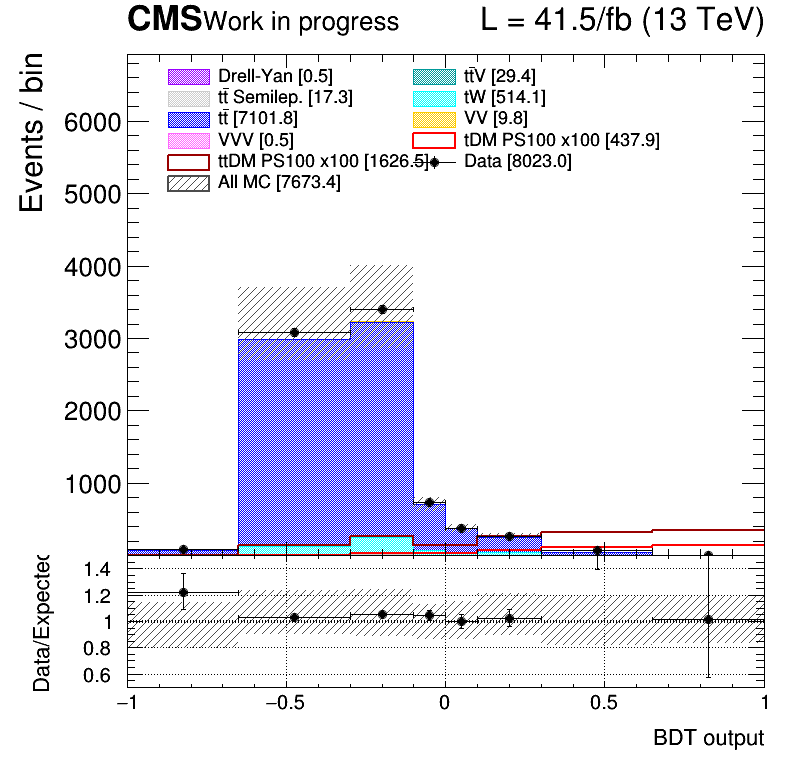 CMS Work in progress L = 41.5/fb (13 TeV)
Events / bin
Drell-Yan [0.5] tt̄V [29.4]
tt̄ Semilep. [17.3] tW [514.1]
tt̄ [7101.8] VV [9.8]
VVV [0.5] tDM PS100 x100 [437.9]
ttDM PS100 x100 [1626.5] Data [8023.0]
All MC [7673.4]
6000
5000
4000
3000
2000
1000
Data/Expected
1.4
1.2
1
0.8
0.6
−1 −0.5 0 0.5 1
BDT output